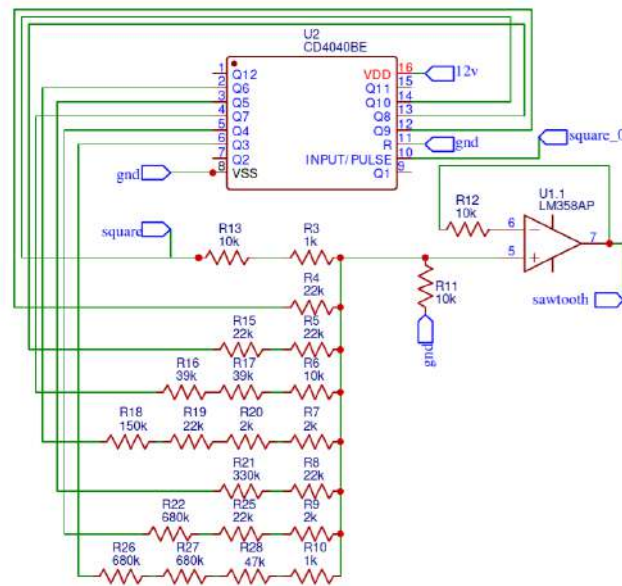 U2
CD4040BE
1 Q12 VDD 16 12v
2 Q6 Q11 15
3 Q5 Q10 14
4 Q7 Q8 13
5 Q4 Q9 12
6 Q3 R 11 gnd
7 Q2 INPUT/PULSE 10
gnd 8 VSS Q1 9
square
R13
10k
R3
1k
R12
10k
U1.1
LM358AP
6
5
7
sawtooth
R11
10k
gnd
R4
22k
R15
22k
R5
22k
R16
39k
R17
39k
R6
10k
R18
150k
R19
22k
R20
2k
R7
2k
R21
330k
R8
22k
R22
680k
R25
22k
R9
2k
R26
680k
R27
680k
R28
47k
R10
1k